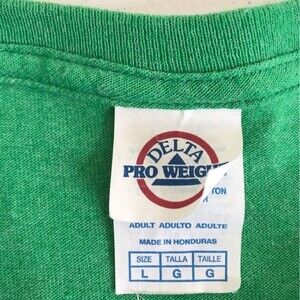 DELTA
PRO WEIGHT
ADULT ADULTO ADULTE
MADE IN HONDURAS
SIZE TALLA TAILLE
L G G